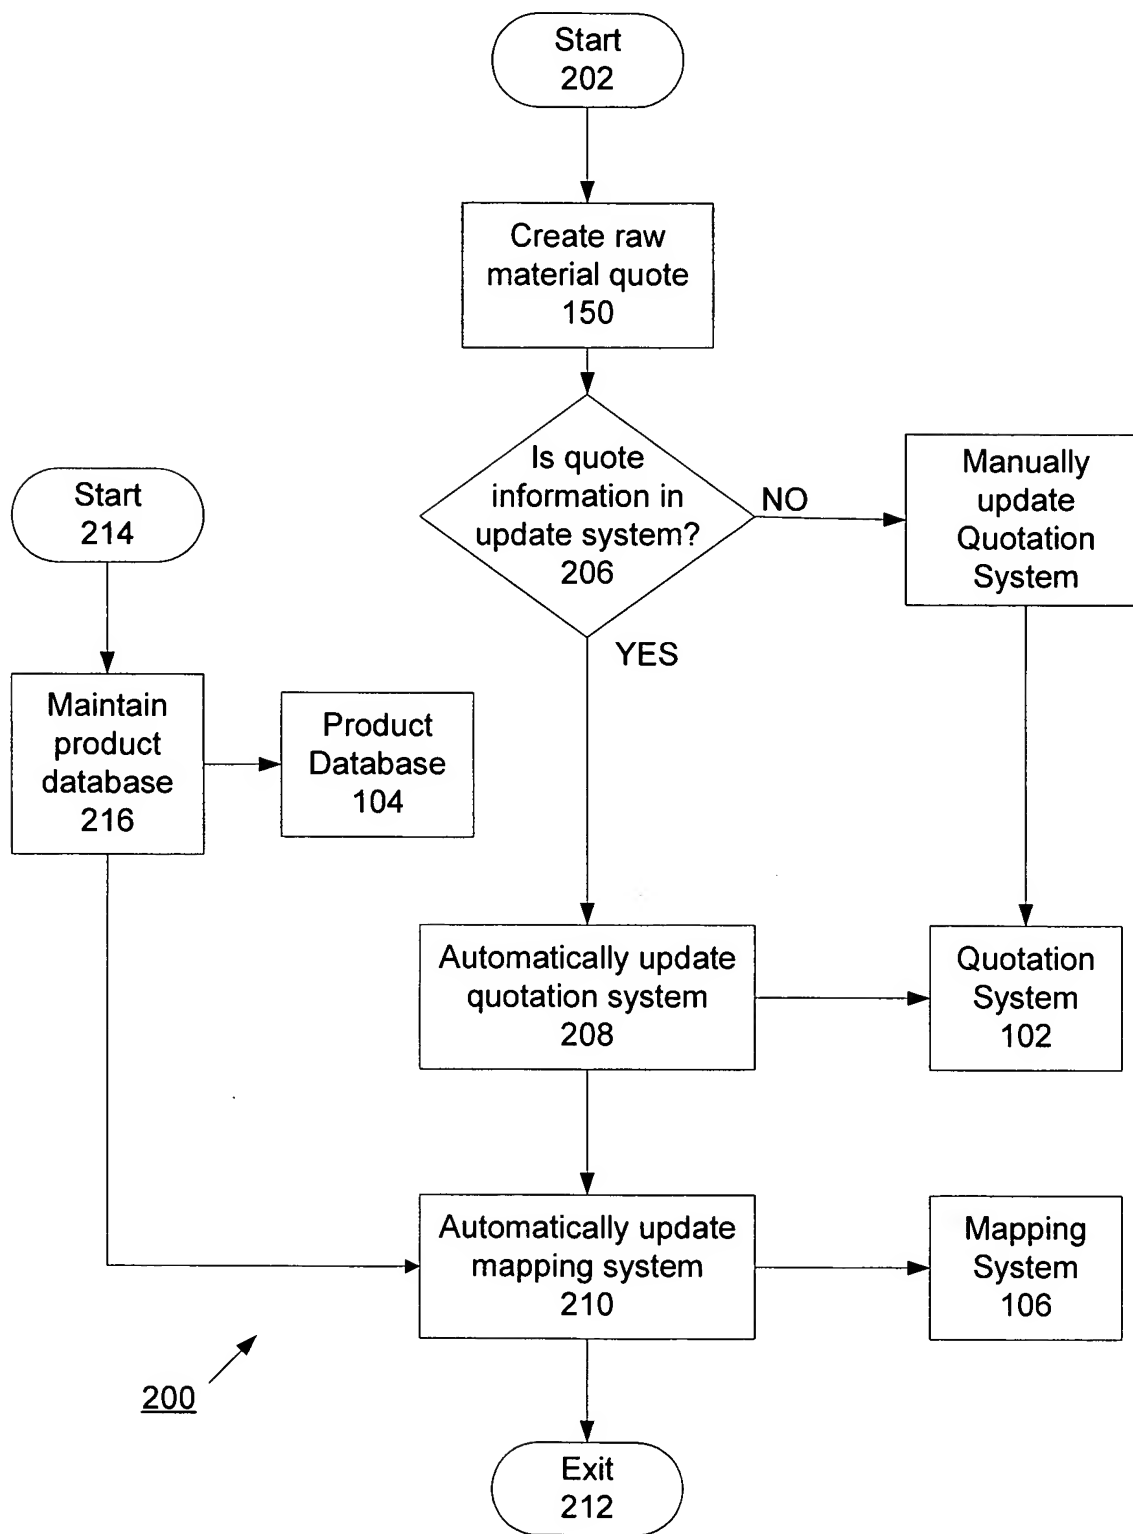 Start
202
Create raw
material quote
150
Is quote
information in
update system?
206
NO
YES
Manually
update
Quotation
System
Start
214
Maintain
product
database
216
Product
Database
104
Automatically update
quotation system
208
Quotation
System
102
Automatically update
mapping system
210
Mapping
System
106
200
Exit
212